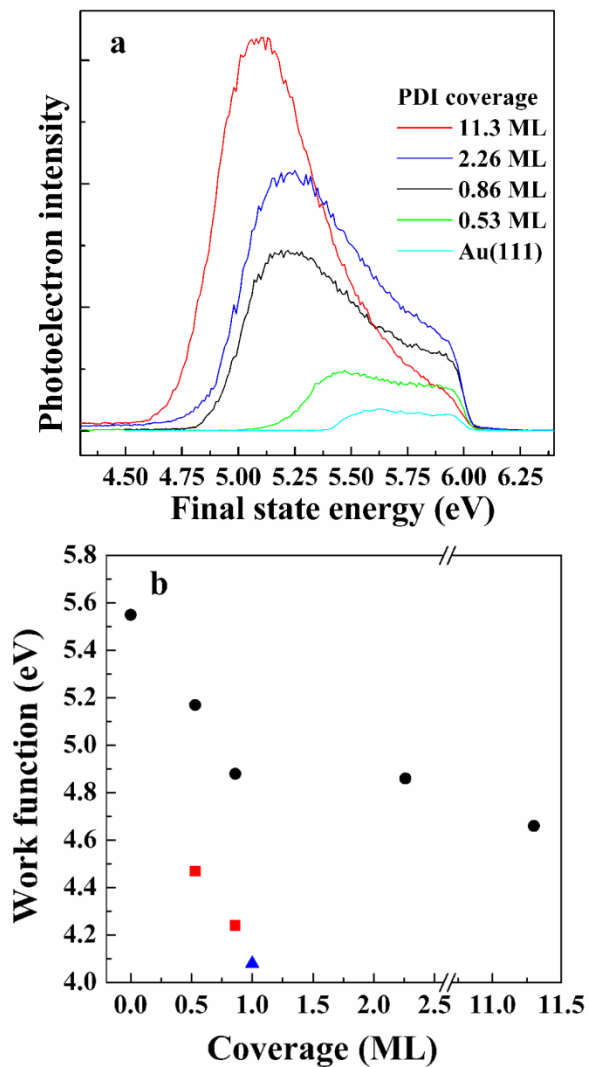 a
PDI coverage
11.3 ML
2.26 ML
0.86 ML
0.53 ML
Au(111)
Photoelectron intensity
4.50 4.75 5.00 5.25 5.50 5.75 6.00 6.25
Final state energy (eV)
b
5.8
5.6
5.4
5.2
5.0
4.8
4.6
4.4
4.2
4.0
Work function (eV)
0.0 0.5 1.0 1.5 2.0 2.5 11.0 11.5
Coverage (ML)